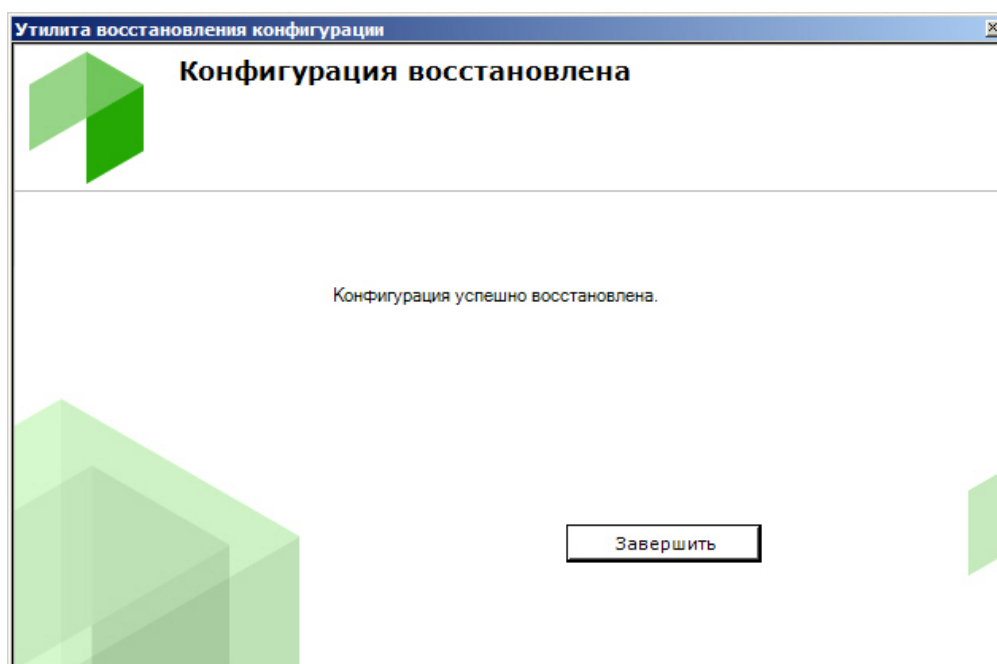 Утилита восстановления конфигурации
Конфигурация восстановлена
Конфигурация успешно восстановлена.
Завершить